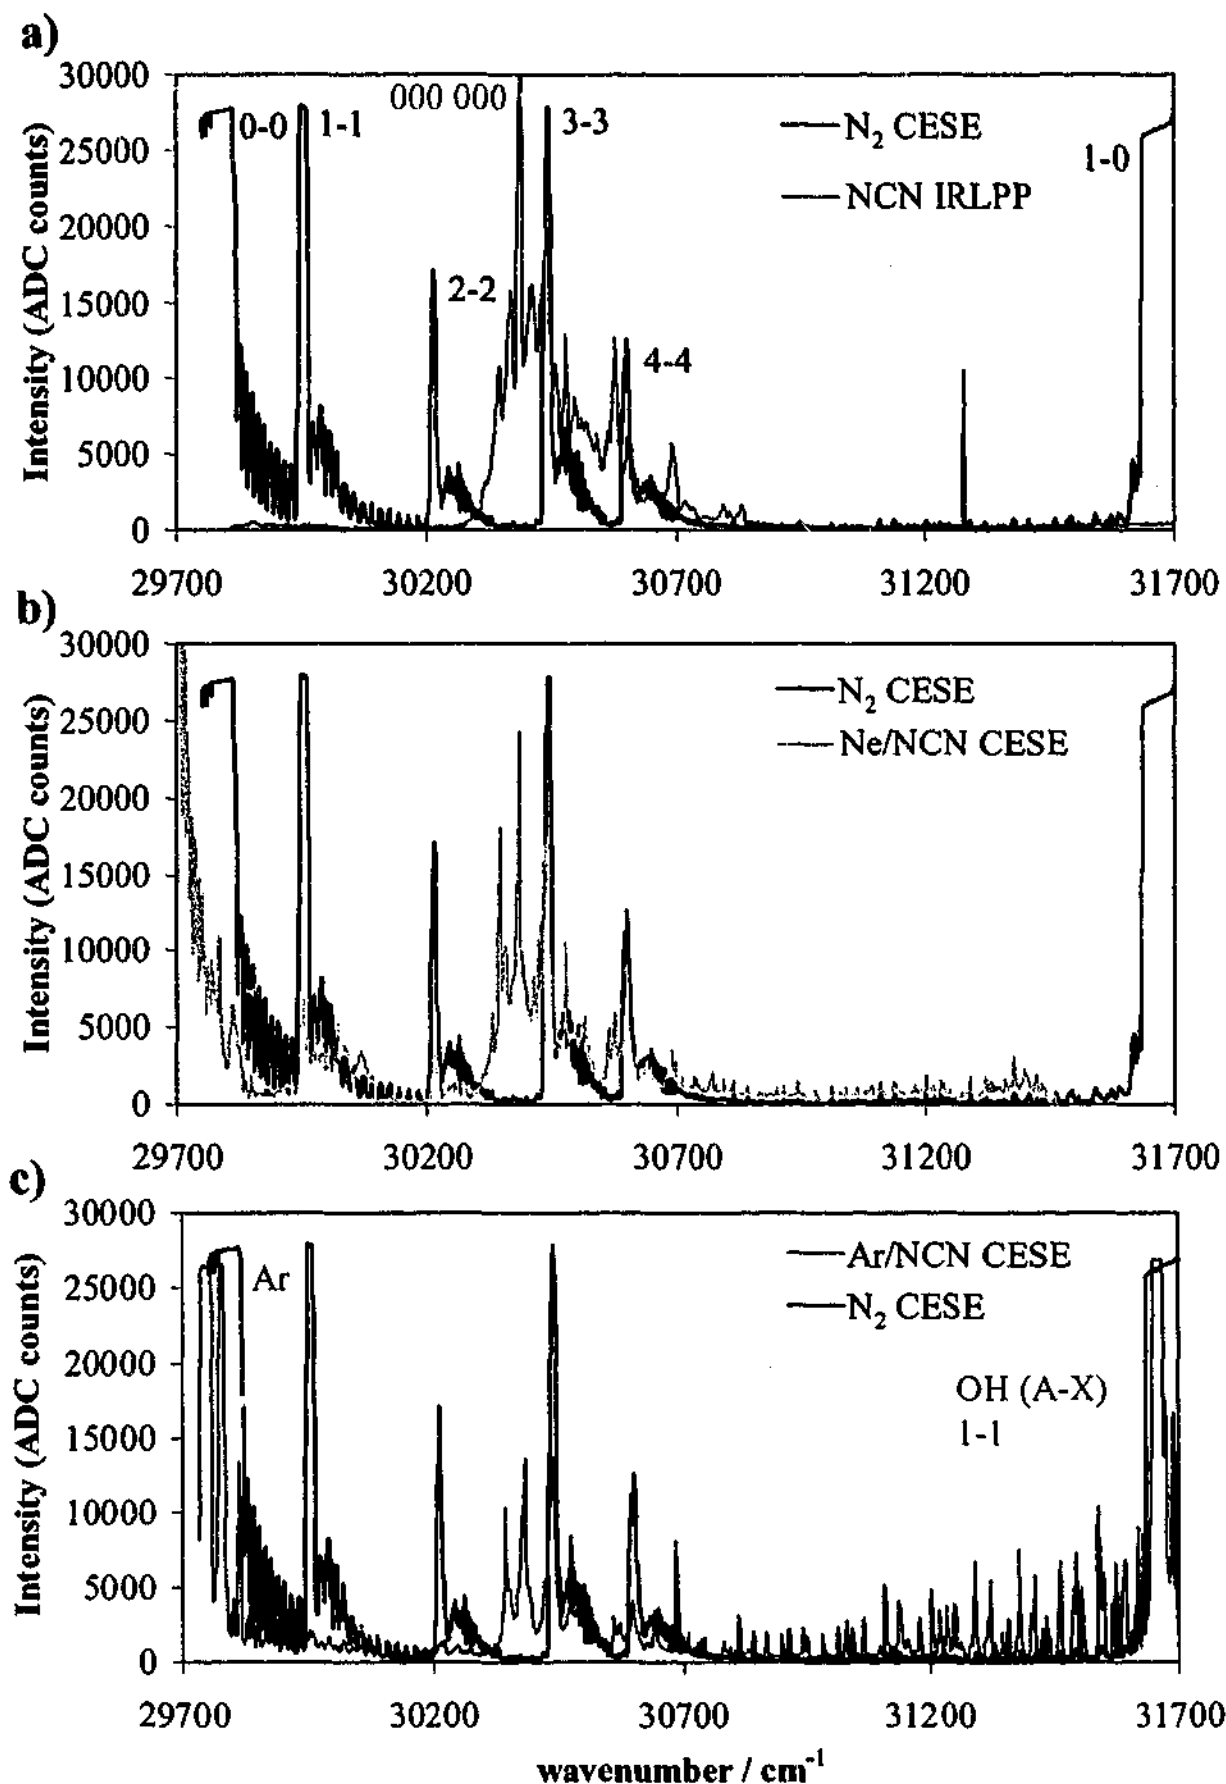 a)
30000
25000
20000
15000
10000
5000
0
Intensity (ADC counts)
0-0
1-1
000 000
3-3
2-2
4-4
1-0
N₂ CESE
NCN IRLPP
29700 30200 30700 31200 31700
b)
30000
25000
20000
15000
10000
5000
0
Intensity (ADC counts)
N₂ CESE
Ne/NCN CESE
29700 30200 30700 31200 31700
c)
30000
25000
20000
15000
10000
5000
0
Intensity (ADC counts)
Ar
Ar/NCN CESE
N₂ CESE
OH (A-X)
1-1
29700 30200 30700 31200 31700
wavenumber / cm⁻¹